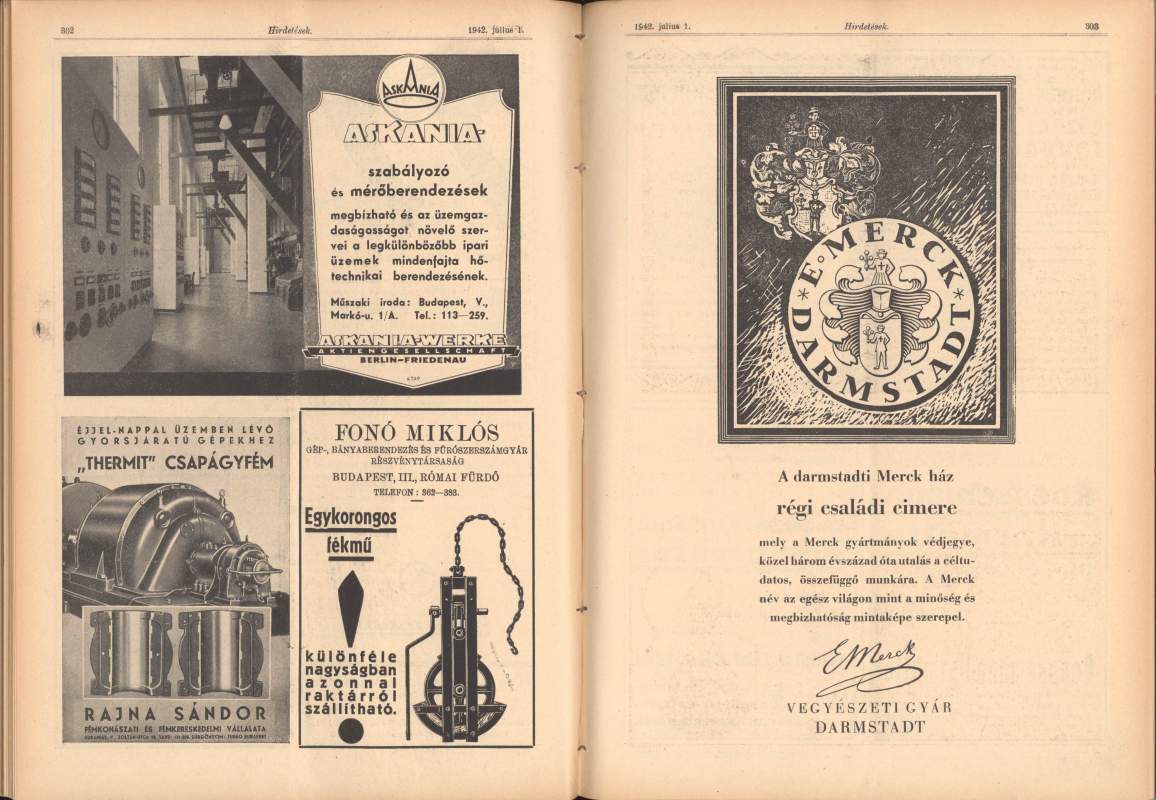 302
Hirdetések.
1942. július 1.
ASKANIA
ASKANIA-
szabályozó
és mérőberendezések
megbízható és az üzemgaz-
daságosságot növelő szer-
vei a legkülönbözőbb ipari
üzemek mindenfajta hő-
technikai berendezésének.
Műszaki iroda: Budapest, V.,
Markó-u. 1/A. Tel.: 113—259.
ASKANIA-WERKE
AKTIENGESELLSCHAFT
BERLIN-FRIEDENAU
ÉJJEL-NAPPAL ÜZEMBEN LÉVŐ
GYORSJÁRATÚ GÉPEKHEZ
„THERMIT” CSAPÁGYFÉM
RAJNA SÁNDOR
FÉMKOHÁSZATI ÉS FÉMKERESKEDELMI VÁLLALATA
FONÓ MIKLÓS
GÉP-, BÁNYABERENDEZÉS ÉS FÚRÓSZERSZÁMGYÁR
RÉSZVÉNYTÁRSASÁG
BUDAPEST, III., RÓMAI FÜRDŐ
TELEFON: 362—383.
Egykorongos
fékmű
különféle
nagyságban
azonnal
raktárról
szállítható.
1942. július 1.
Hirdetések.
303
E. MERCK * DARMSTADT *
A darmstadti Merck ház
régi családi cimere
mely a Merck gyártmányok védjegye,
közel három évszázad óta utalás a céltu-
datos, összefüggő munkára. A Merck
név az egész világon mint a minőség és
megbizhatóság mintaképe szerepel.
E Merck
VEGYÉSZETI GYÁR
DARMSTADT